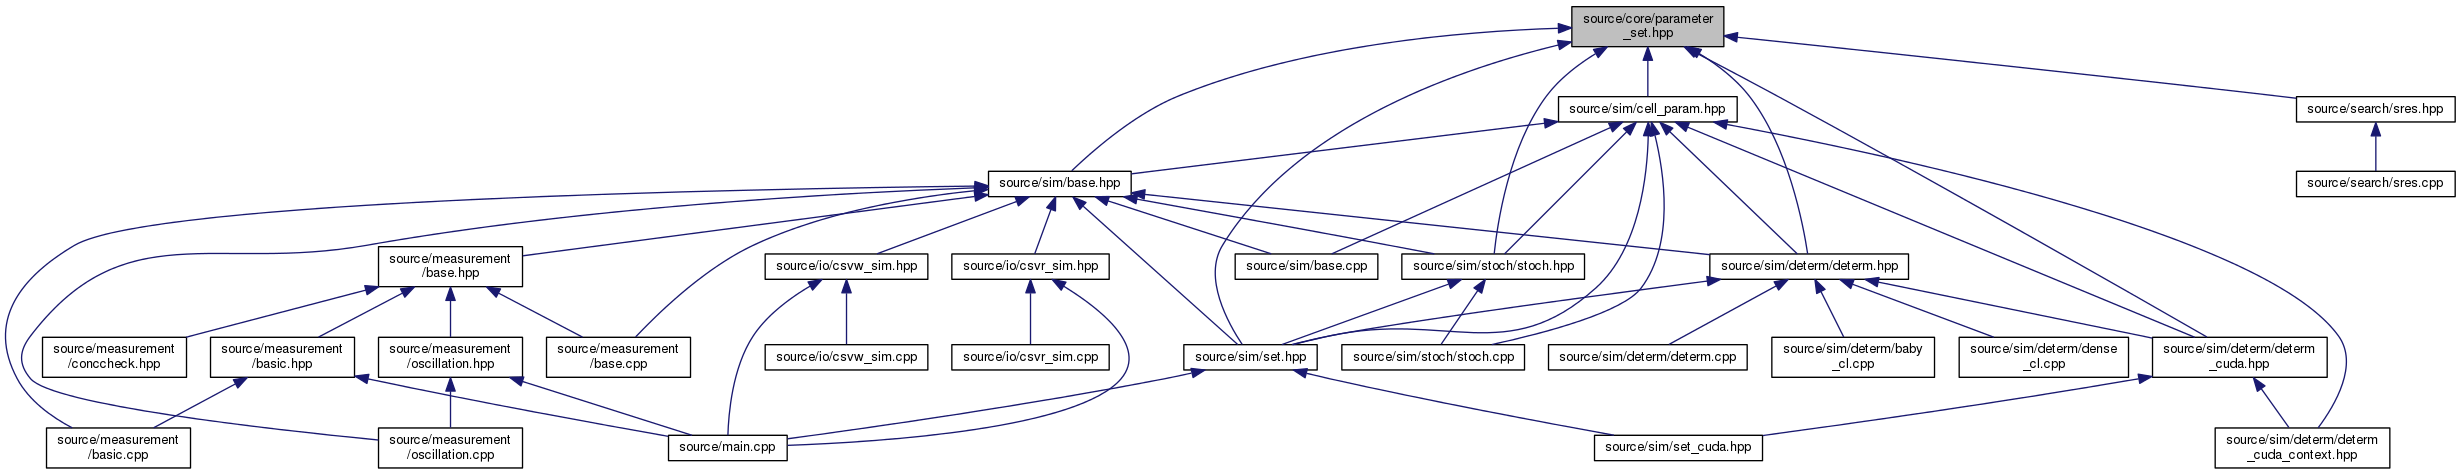 source/core/parameter
_set.hpp
source/sim/cell_param.hpp
source/search/sres.hpp
source/sim/base.hpp
source/search/sres.cpp
source/measurement
/base.hpp
source/io/csvw_sim.hpp
source/io/csvr_sim.hpp
source/sim/base.cpp
source/sim/stoch/stoch.hpp
source/sim/determ/determ.hpp
source/measurement
/conccheck.hpp
source/measurement
/basic.hpp
source/measurement
/oscillation.hpp
source/measurement
/base.cpp
source/io/csvw_sim.cpp
source/io/csvr_sim.cpp
source/sim/set.hpp
source/sim/stoch/stoch.cpp
source/sim/determ/determ.cpp
source/sim/determ/baby
_cl.cpp
source/sim/determ/dense
_cl.cpp
source/sim/determ/determ
_cuda.hpp
source/measurement
/basic.cpp
source/measurement
/oscillation.cpp
source/main.cpp
source/sim/set_cuda.hpp
source/sim/determ/determ
_cuda_context.hpp